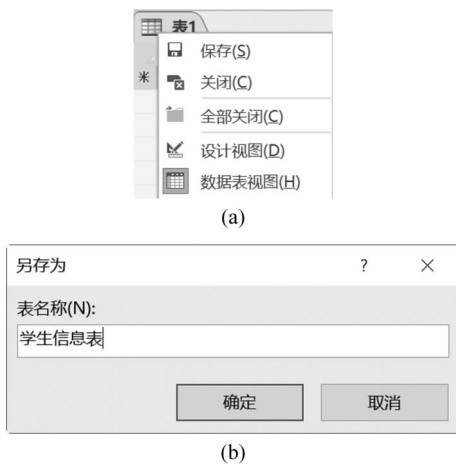 表1
保存(S)
关闭(C)
全部关闭(C)
设计视图(D)
数据表视图(H)
(a)
另存为 ? ×
表名称(N):
学生信息表
确定 取消
(b)